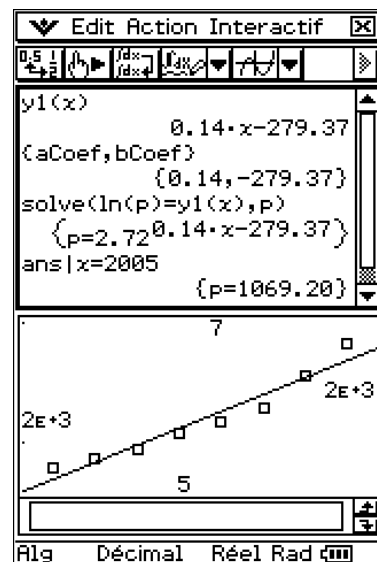 Edit Action Interactif
y1(x)
0.14·x-279.37
{aCoef,bCoef}
{0.14,-279.37}
solve(ln(p)=y1(x),p)
{p=2.72^0.14·x-279.37}
ans|x=2005
{p=1069.20}
7
2E+3
2E+3
5
Alg Décimal Réel Rad